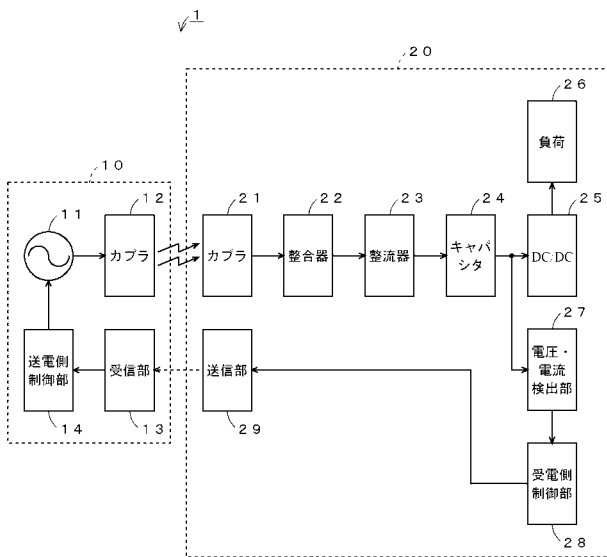 1
20
26
負荷
10
11
12
カプラ
21
カプラ
22
整合器
23
整流器
24
キャパ
シタ
25
DC/DC
27
電圧・
電流
検出部
送電側
制御部
14
受信部
13
送信部
29
受電側
制御部
28